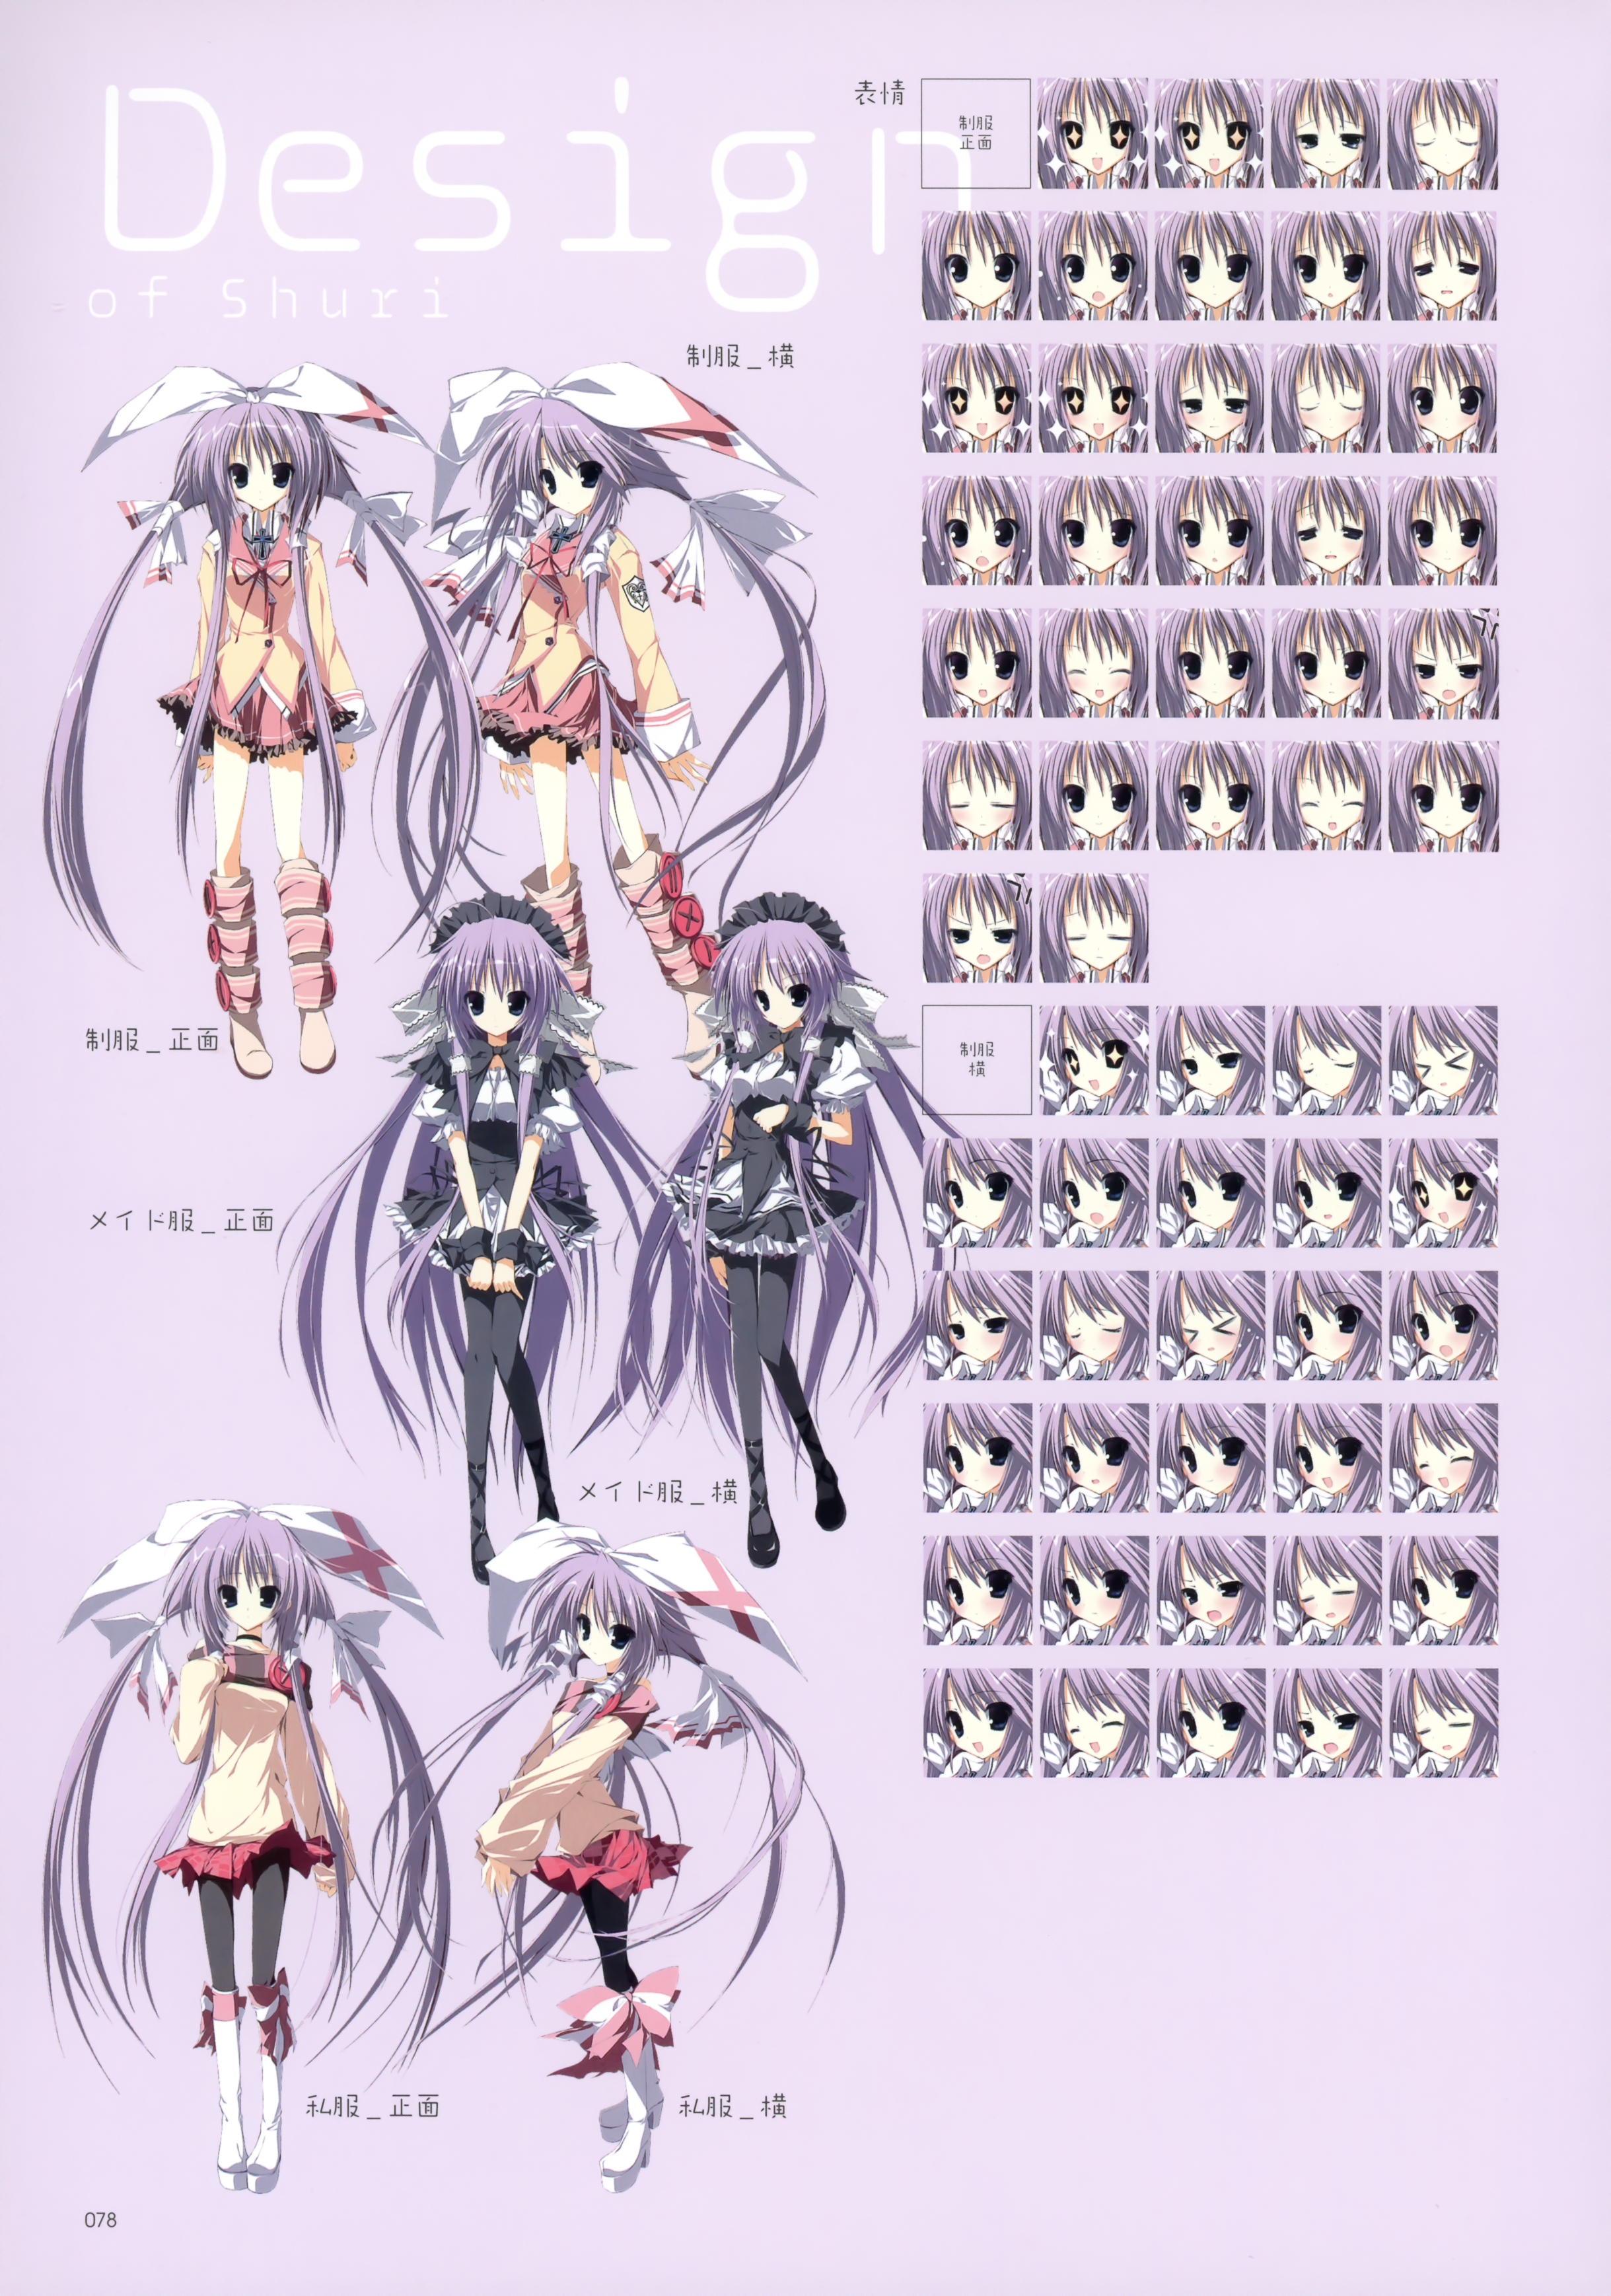 Design
of Shuri
表情
制服
正面
制服_横
制服_正面
制服
横
メイド服_正面
メイド服_横
私服_正面
私服_横
078